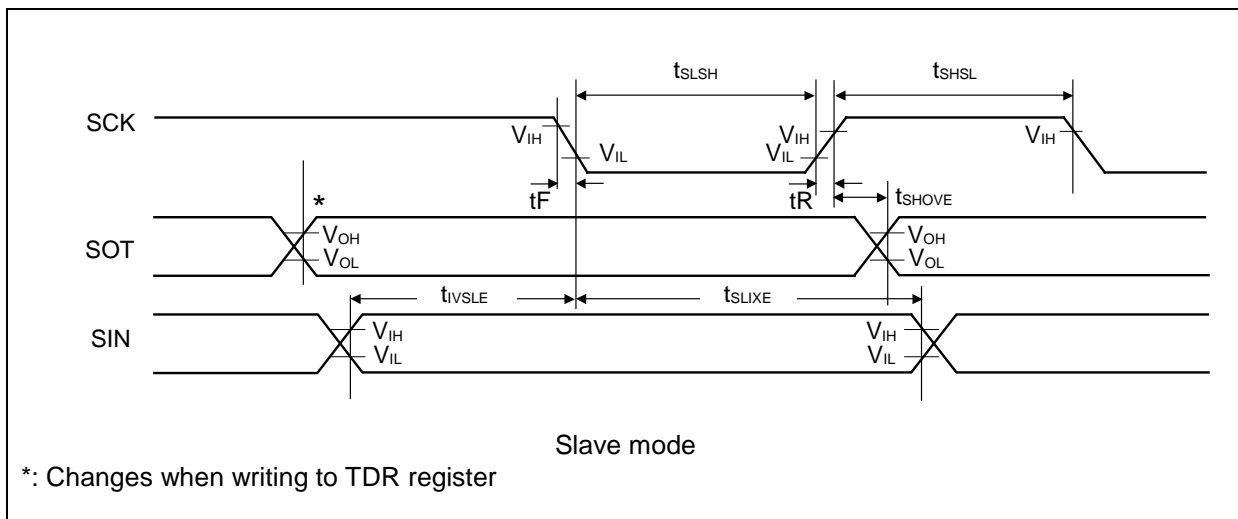 tSLSH tSHSL
SCK VIH VIL VIH VIL VIH
tF tR tSHOVE
*
SOT VOH VOL VOH VOL
tIVSLE tSLIXE
SIN VIH VIL VIH VIL
Slave mode
*: Changes when writing to TDR register